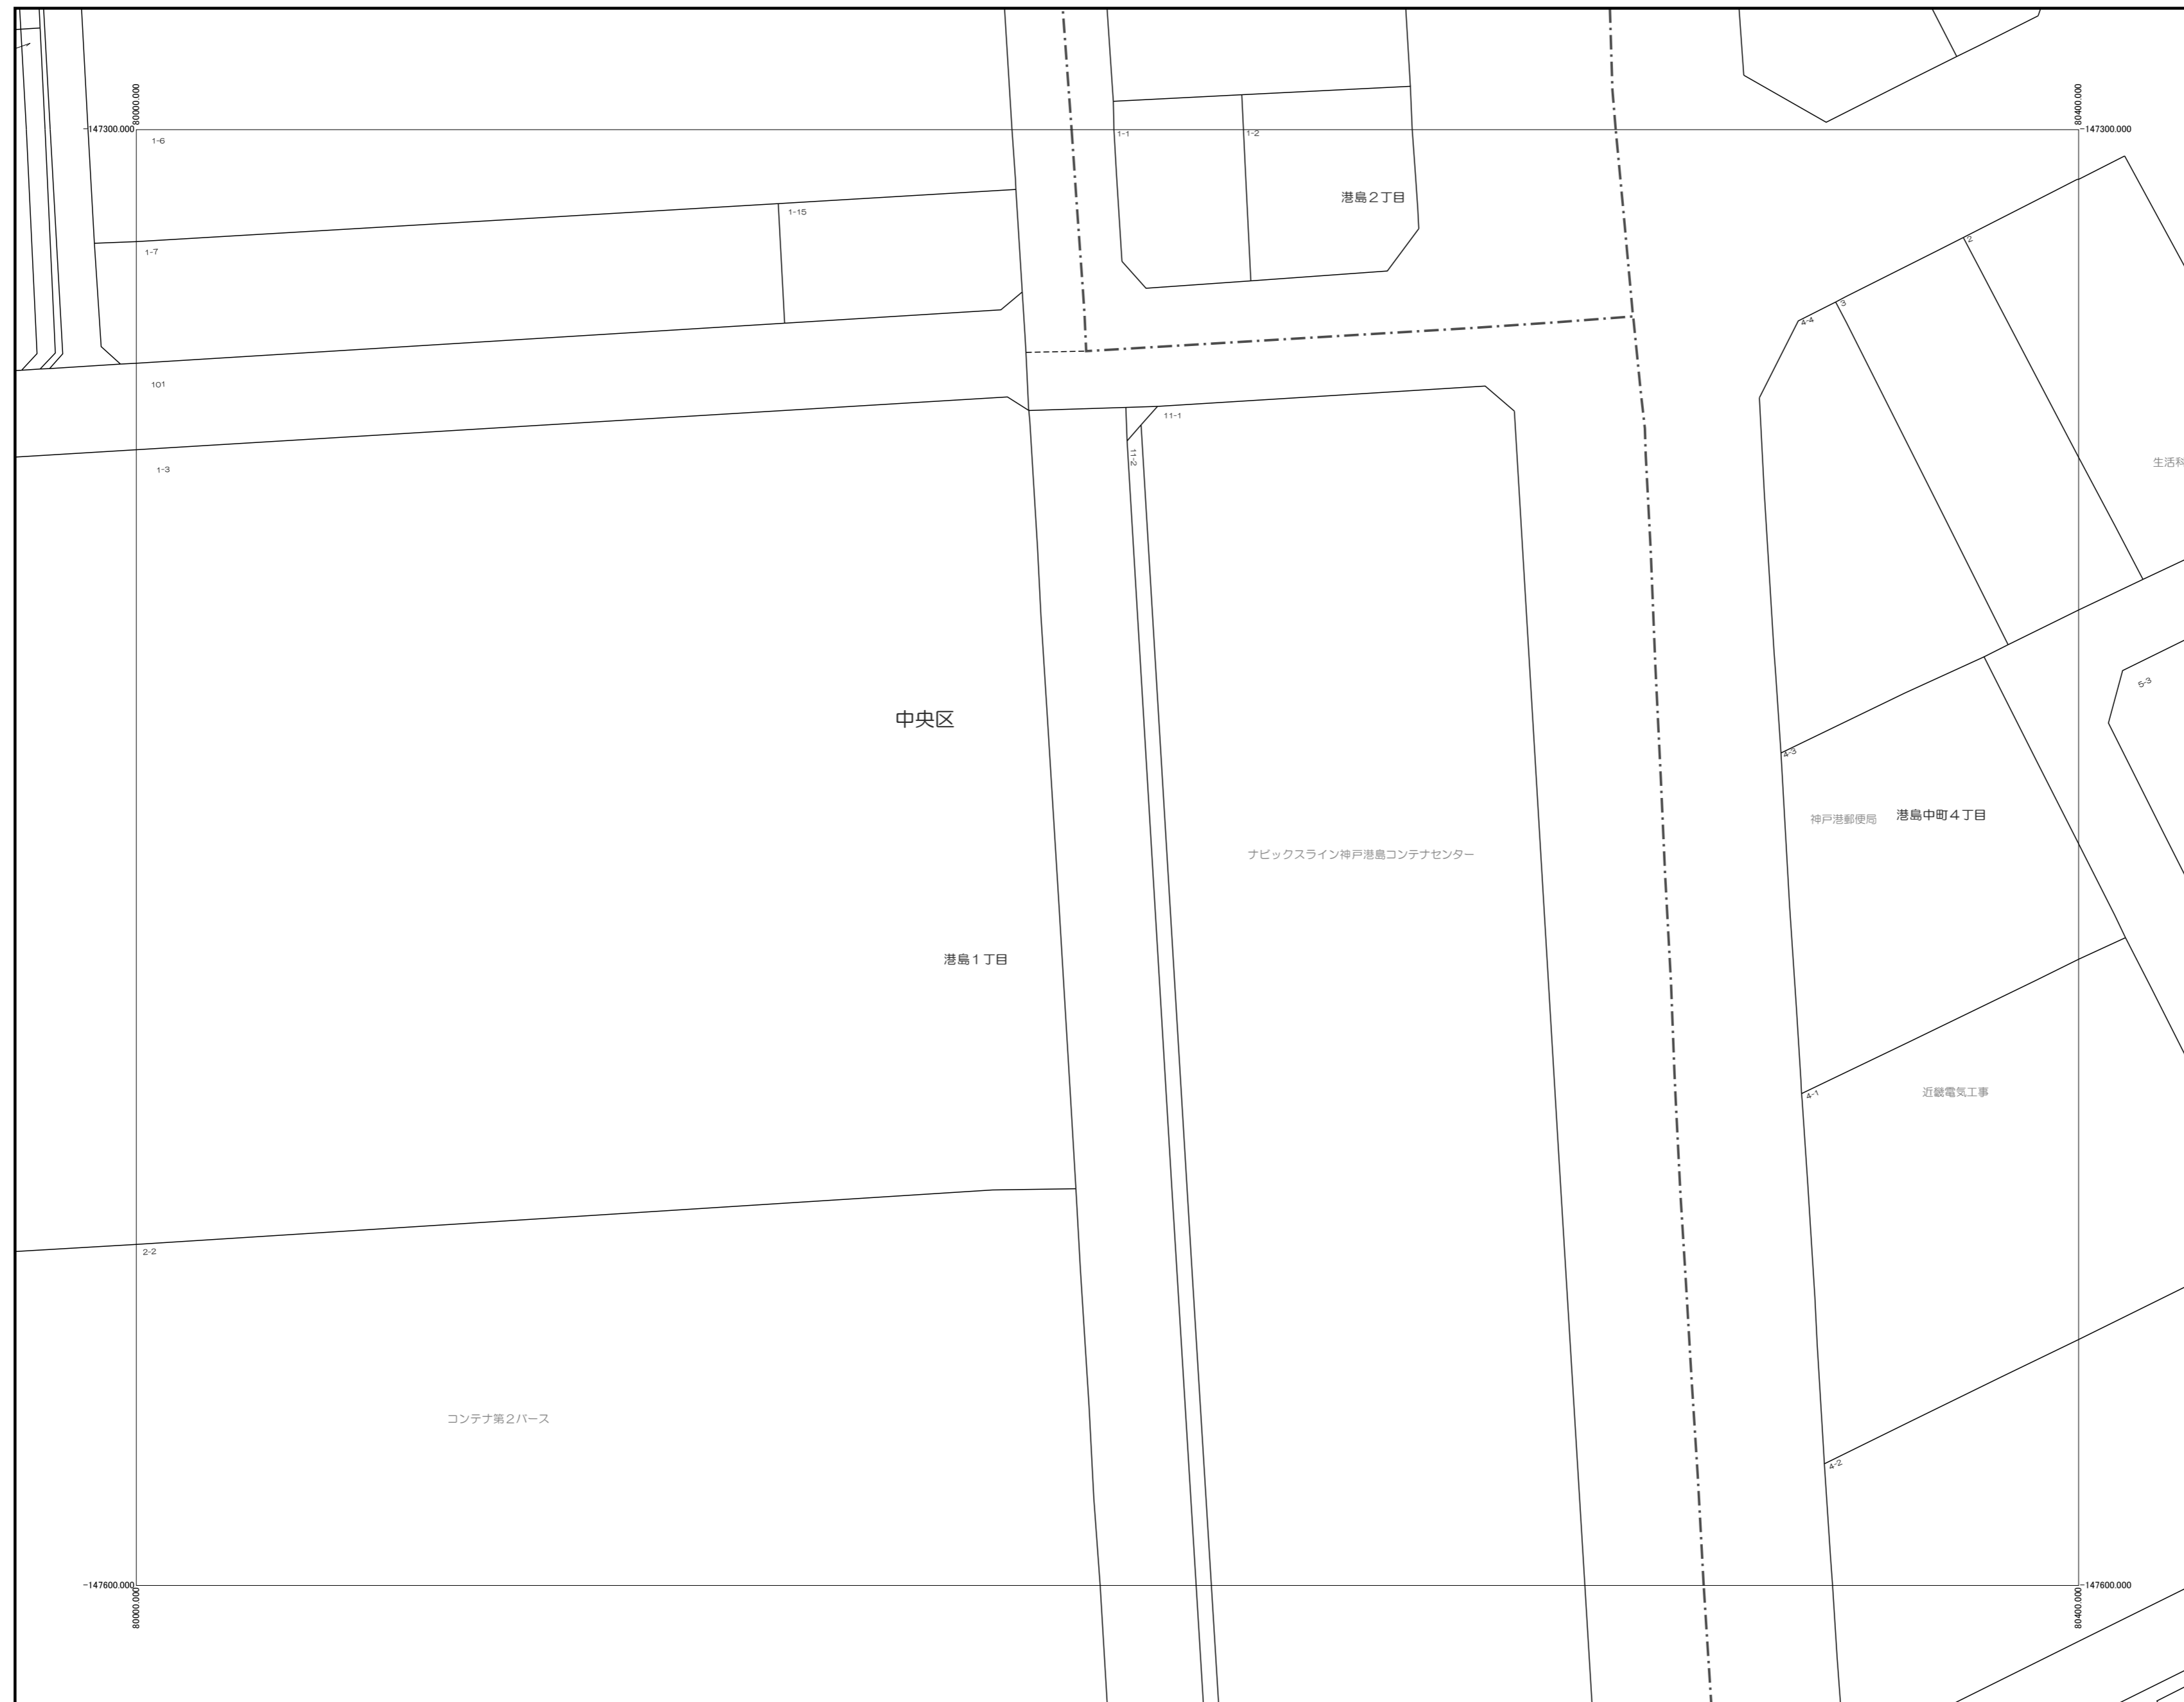 80000.000
80400.000
-147300.000
-147300.000
1-6
1-1
1-2
港島2丁目
1-15
1-7
2
3
4-4
101
11-1
11-2
1-3
生活科
5-3
中央区
4-3
神戸港郵便局
港島中町4丁目
ナビックスライン神戸港島コンテナセンター
港島1丁目
4-1
近畿電気工事
2-2
コンテナ第2バース
4-2
-147600.000
-147600.000
80000.000
80400.000